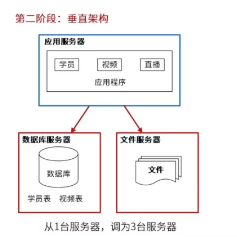 第二阶段：垂直架构
应用服务器
学员 视频 直播
应用程序
数据库服务器
数据库
学员表 视频表
文件服务器
文件
从1台服务器，调为3台服务器